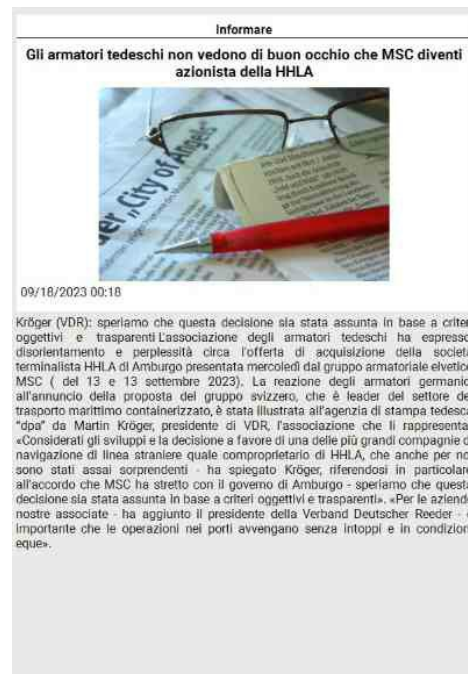 Informare
Gli armatori tedeschi non vedono di buon occhio che MSC diventi
azionista della HHLA
der „City of Angels"
09/18/2023 00:18
Kröger (VDR): speriamo che questa decisione sia stata assunta in base a criter
oggettivi e trasparenti L'associazione degli armatori tedeschi ha espresso
disorientamento e perplessità circa l'offerta di acquisizione della società
terminalista HHLA di Amburgo presentata mercoledì dal gruppo armatoriale elvetico
MSC ( del 13 e 13 settembre 2023). La reazione degli armatori germanic
all'annuncio della proposta del gruppo svizzero, che è leader del settore de
trasporto marittimo containerizzato, è stata illustrata all'agenzia di stampa tedesca
"dpa" da Martin Kröger, presidente di VDR, l'associazione che li rappresenta
«Considerati gli sviluppi e la decisione a favore di una delle più grandi compagnie d
navigazione di linea straniere quale comproprietario di HHLA, che anche per no
sono stati assai sorprendenti - ha spiegato Kröger, riferendosi in particolare
all'accordo che MSC ha stretto con il governo di Amburgo - speriamo che questa
decisione sia stata assunta in base a criteri oggettivi e trasparenti». «Per le aziende
nostre associate - ha aggiunto il presidente della Verband Deutscher Reeder -
importante che le operazioni nei porti avvengano senza intoppi e in condizion
eque».